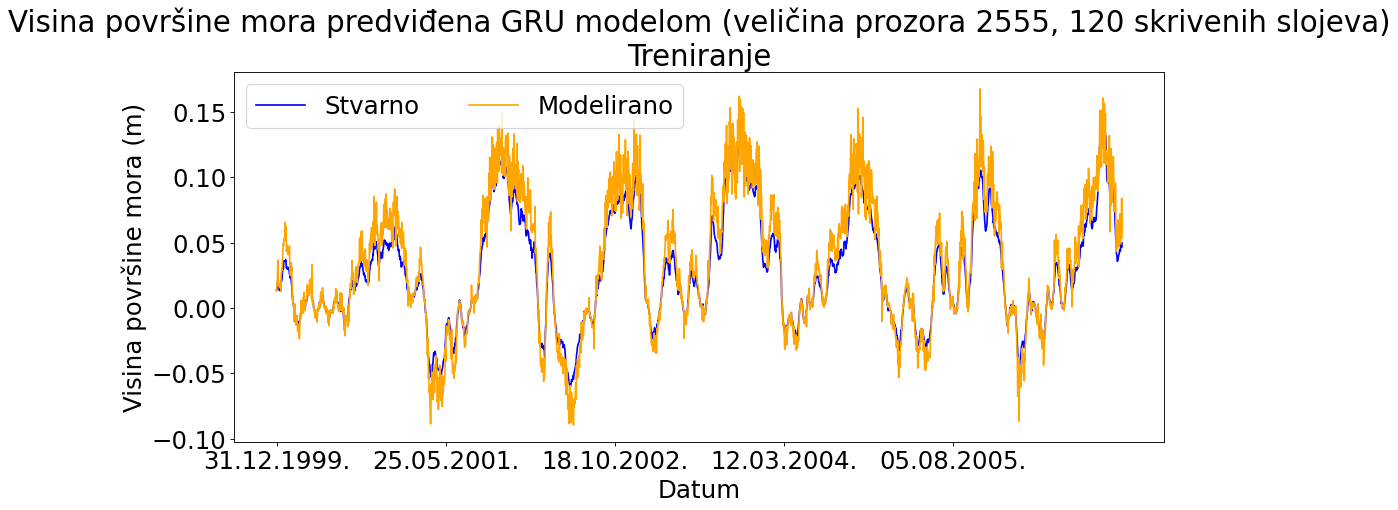 Visina površine mora predviđena GRU modelom (veličina prozora 2555, 120 skrivenih slojeva)
Treniranje
Stvarno
Modelirano
Visina površine mora (m)
0.15
0.10
0.05
0.00
−0.05
−0.10
31.12.1999.
25.05.2001.
18.10.2002.
12.03.2004.
05.08.2005.
Datum